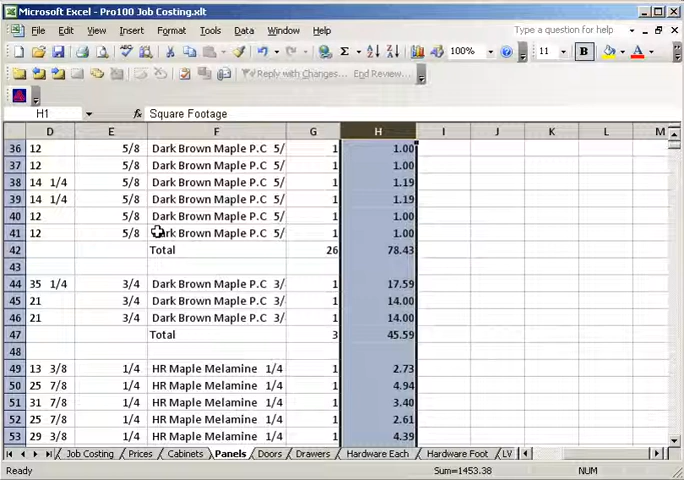 Microsoft Excel - Pro100 Job Costing.xdt
File Edit View Insert Format Tools Data Window Help Type a question for help
100% 11 B A
Reply with Changes... End Review...
H1 fx Square Footage
D E F G H I J K L M
36 12 5/8 Dark Brown Maple P.C 5/ 1 1.00
37 12 5/8 Dark Brown Maple P.C 5/ 1 1.00
38 14 1/4 5/8 Dark Brown Maple P.C 5/ 1 1.19
39 14 1/4 5/8 Dark Brown Maple P.C 5/ 1 1.19
40 12 5/8 Dark Brown Maple P.C 5/ 1 1.00
41 12 5/8 Dark Brown Maple P.C 5/ 1 1.00
42 Total 26 78.43
43
44 35 1/4 3/4 Dark Brown Maple P.C 3/ 1 17.59
45 21 3/4 Dark Brown Maple P.C 3/ 1 14.00
46 21 3/4 Dark Brown Maple P.C 3/ 1 14.00
47 Total 3 45.59
48
49 13 3/8 1/4 HR Maple Melamine 1/4 1 2.73
50 25 7/8 1/4 HR Maple Melamine 1/4 1 4.94
51 31 7/8 1/4 HR Maple Melamine 1/4 1 3.40
52 25 7/8 1/4 HR Maple Melamine 1/4 1 2.61
53 29 3/8 1/4 HR Maple Melamine 1/4 1 4.39
Job Costing Prices Cabinets Panels Doors Drawers Hardware Each Hardware Foot LV
Ready Sum=1453.38 NUM